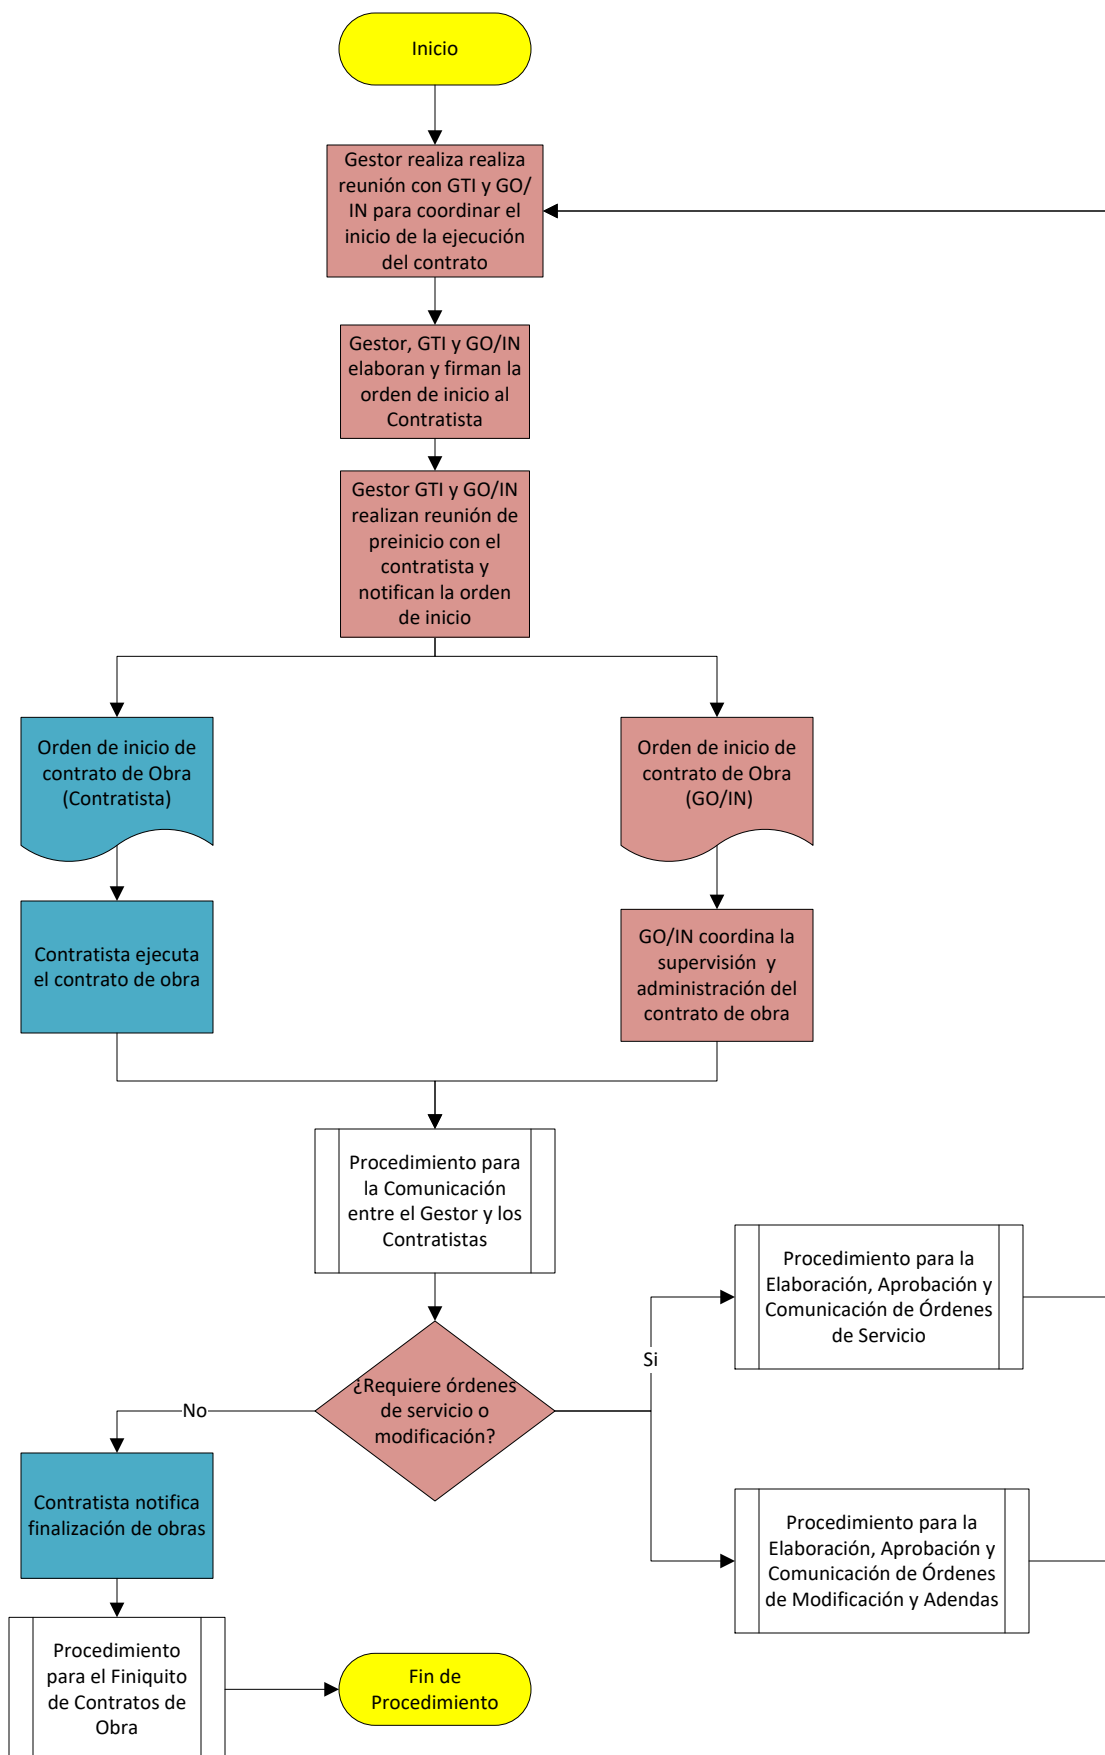 Inicio
Gestor realiza realiza
reunión con GTI y GO/
IN para coordinar el
inicio de la ejecución
del contrato
Gestor, GTI y GO/IN
elaboran y firman la
orden de inicio al
Contratista
Gestor GTI y GO/IN
realizan reunión de
preinicio con el
contratista y
notifican la orden
de inicio
Orden de inicio de
contrato de Obra
(Contratista)
Orden de inicio de
contrato de Obra
(GO/IN)
Contratista ejecuta
el contrato de obra
GO/IN coordina la
supervisión y
administración del
contrato de obra
Procedimiento para
la Comunicación
entre el Gestor y los
Contratistas
Procedimiento para la
Elaboración, Aprobación y
Comunicación de Órdenes
de Servicio
Si
¿Requiere órdenes
de servicio o
modificación?
No
Contratista notifica
finalización de obras
Procedimiento para la
Elaboración, Aprobación y
Comunicación de Órdenes
de Modificación y Adendas
Procedimiento
para el Finiquito
de Contratos de
Obra
Fin de
Procedimiento